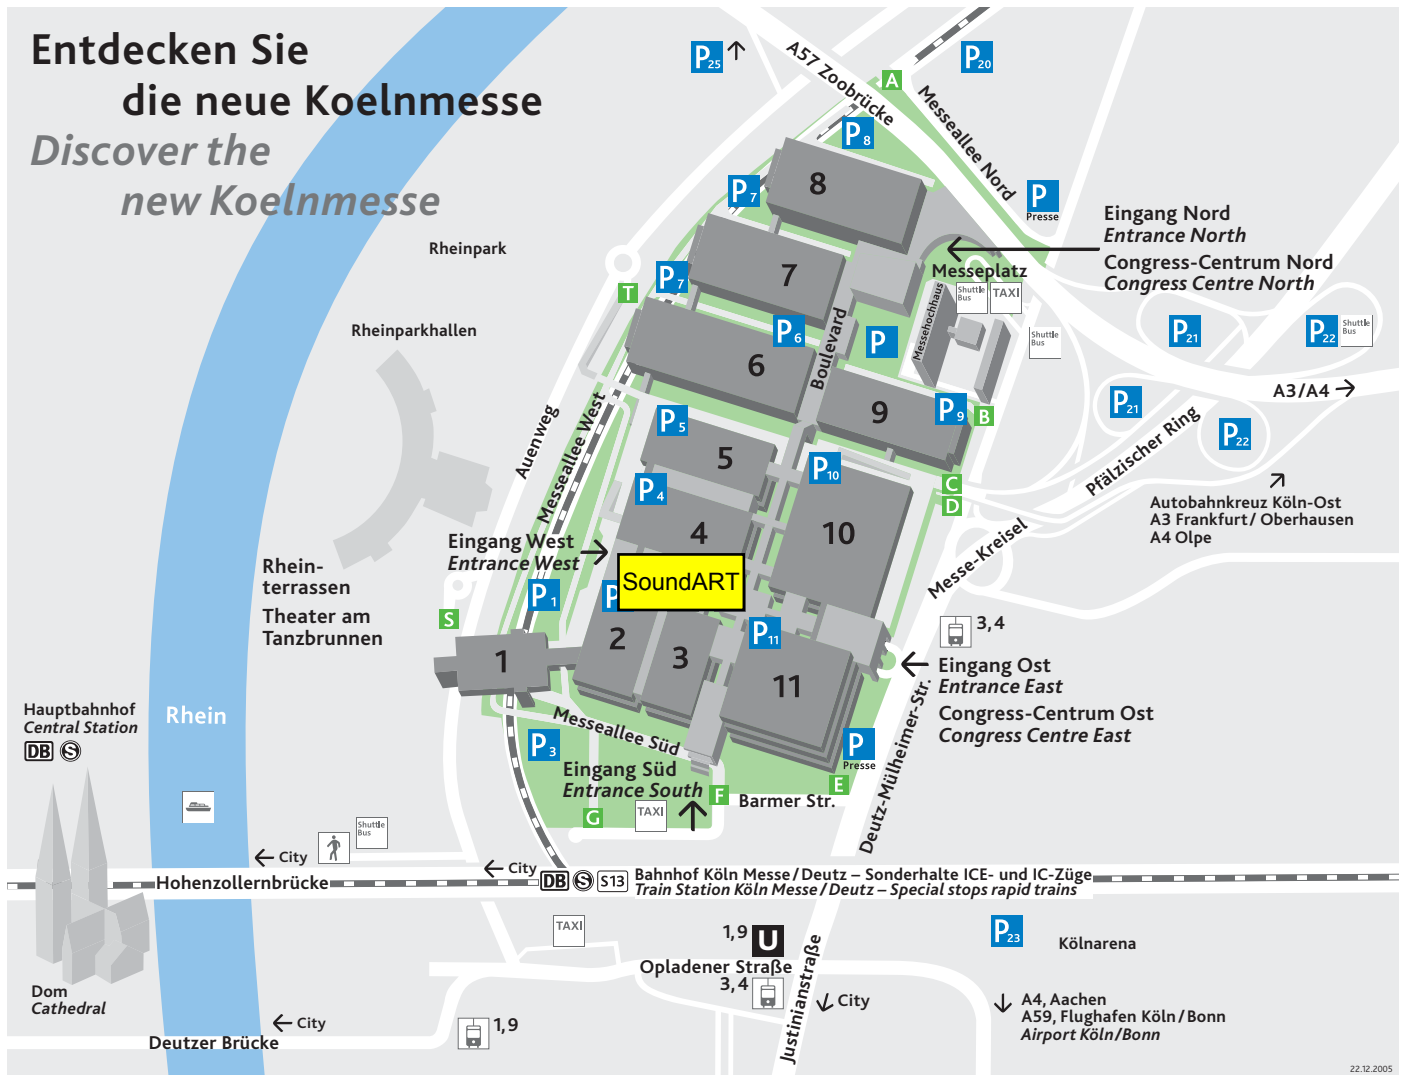 Entdecken Sie
die neue Koelnmesse
Discover the
new Koelnmesse
P25
P20
A57 Zoobrücke
A
Messeallee Nord
P8
8
P7
P
Presse
Eingang Nord
Entrance North
Congress-Centrum Nord
Congress Centre North
Rheinpark
7
P7
Messeplatz
T
Shuttle
Bus
TAXI
Messehochhaus
Rheinparkhallen
P6
Boulevard
P
Shuttle
Bus
P21
P22
Shuttle
Bus
6
A3/A4
Auenweg
Messeallee West
P5
9
P9
B
P21
P22
Pfälzischer Ring
5
P10
C
D
P4
Autobahnkreuz Köln-Ost
A3 Frankfurt/Oberhausen
A4 Olpe
4
10
Eingang West
Entrance West
SoundART
Messe-Kreisel
Rhein-
terrassen
Theater am
Tanzbrunnen
P1
P
S
2
3
P11
3,4
1
11
Eingang Ost
Entrance East
Congress-Centrum Ost
Congress Centre East
Hauptbahnhof
Central Station
DB S
Rhein
Messeallee Süd
P3
P
Presse
Deutz-Mülheimer-Str.
Eingang Süd
Entrance South
E
F
Barmer Str.
G
TAXI
Shuttle
Bus
City
City
DB S S13
Bahnhof Köln Messe/Deutz – Sonderhalte ICE- und IC-Züge
Train Station Köln Messe/Deutz – Special stops rapid trains
Hohenzollernbrücke
TAXI
1,9 U
Opladener Straße
3,4
Justinianstraße
City
P23
Kölnarena
Dom
Cathedral
A4, Aachen
A59, Flughafen Köln/Bonn
Airport Köln/Bonn
City
1,9
Deutzer Brücke
22.12.2005